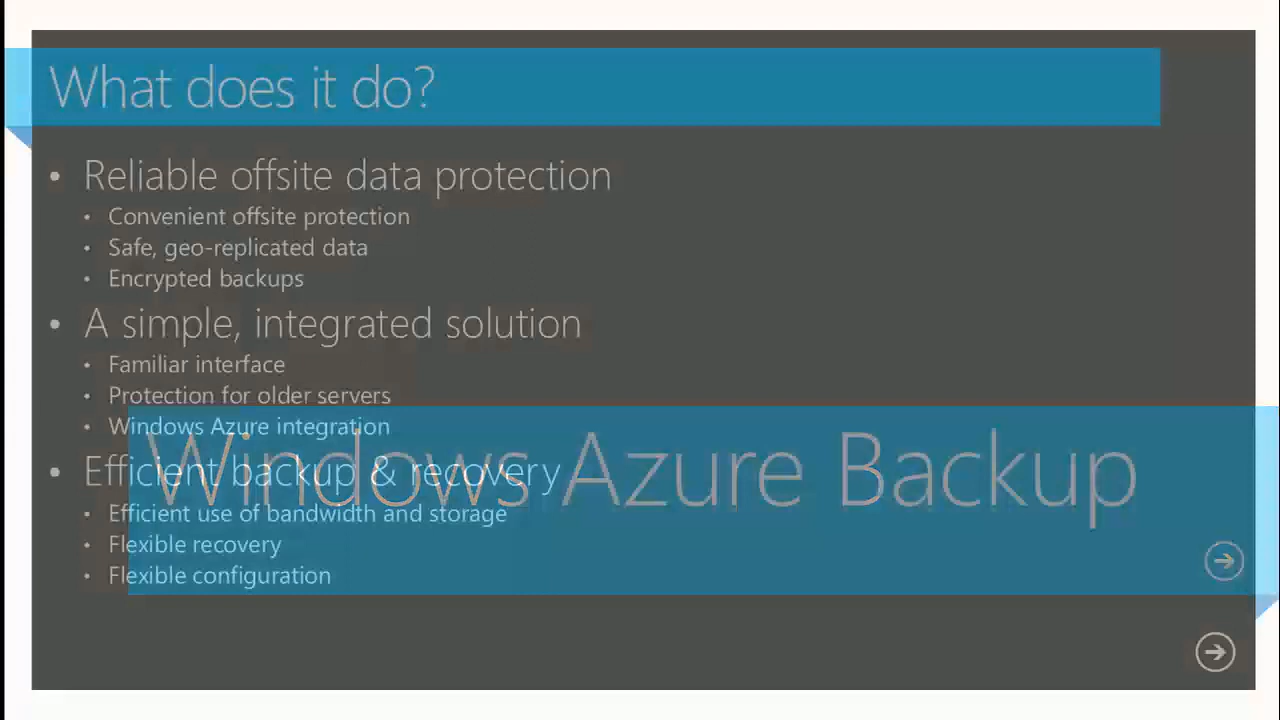 What does it do?
• Reliable offsite data protection
• Convenient offsite protection
• Safe, geo-replicated data
• Encrypted backups
• A simple, integrated solution
• Familiar interface
• Protection for older servers
• Windows Azure integration
• Efficient backup & recovery
Windows Azure Backup
• Efficient use of bandwidth and storage
• Flexible recovery
• Flexible configuration